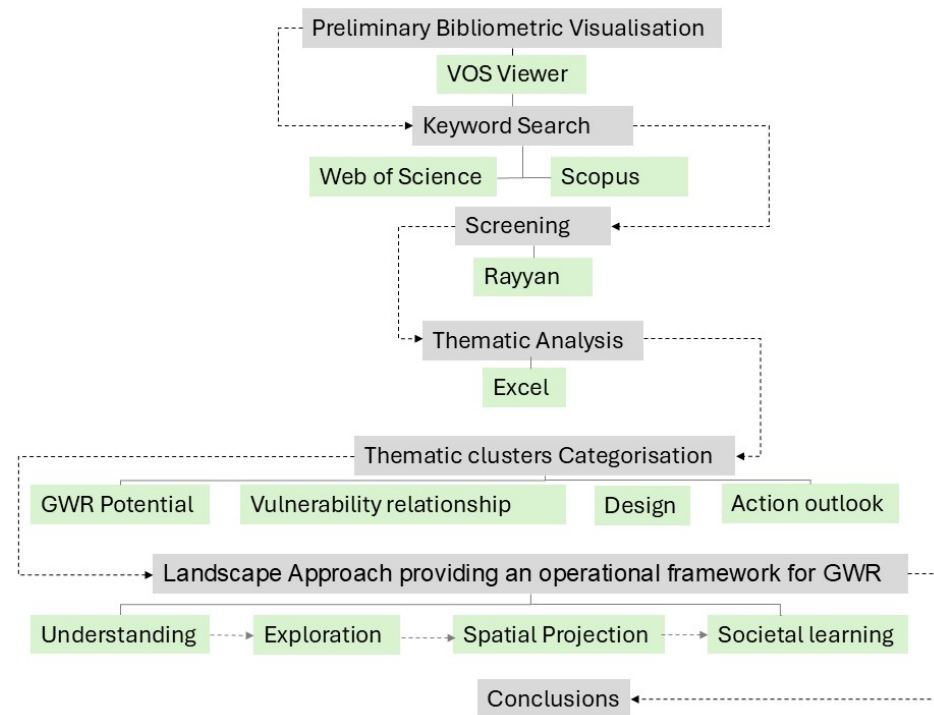 Preliminary Bibliometric Visualisation
VOS Viewer
Keyword Search
Web of Science
Scopus
Screening
Rayyan
Thematic Analysis
Excel
Thematic clusters Categorisation
GWR Potential
Vulnerability relationship
Design
Action outlook
Landscape Approach providing an operational framework for GWR
Understanding
Exploration
Spatial Projection
Societal learning
Conclusions